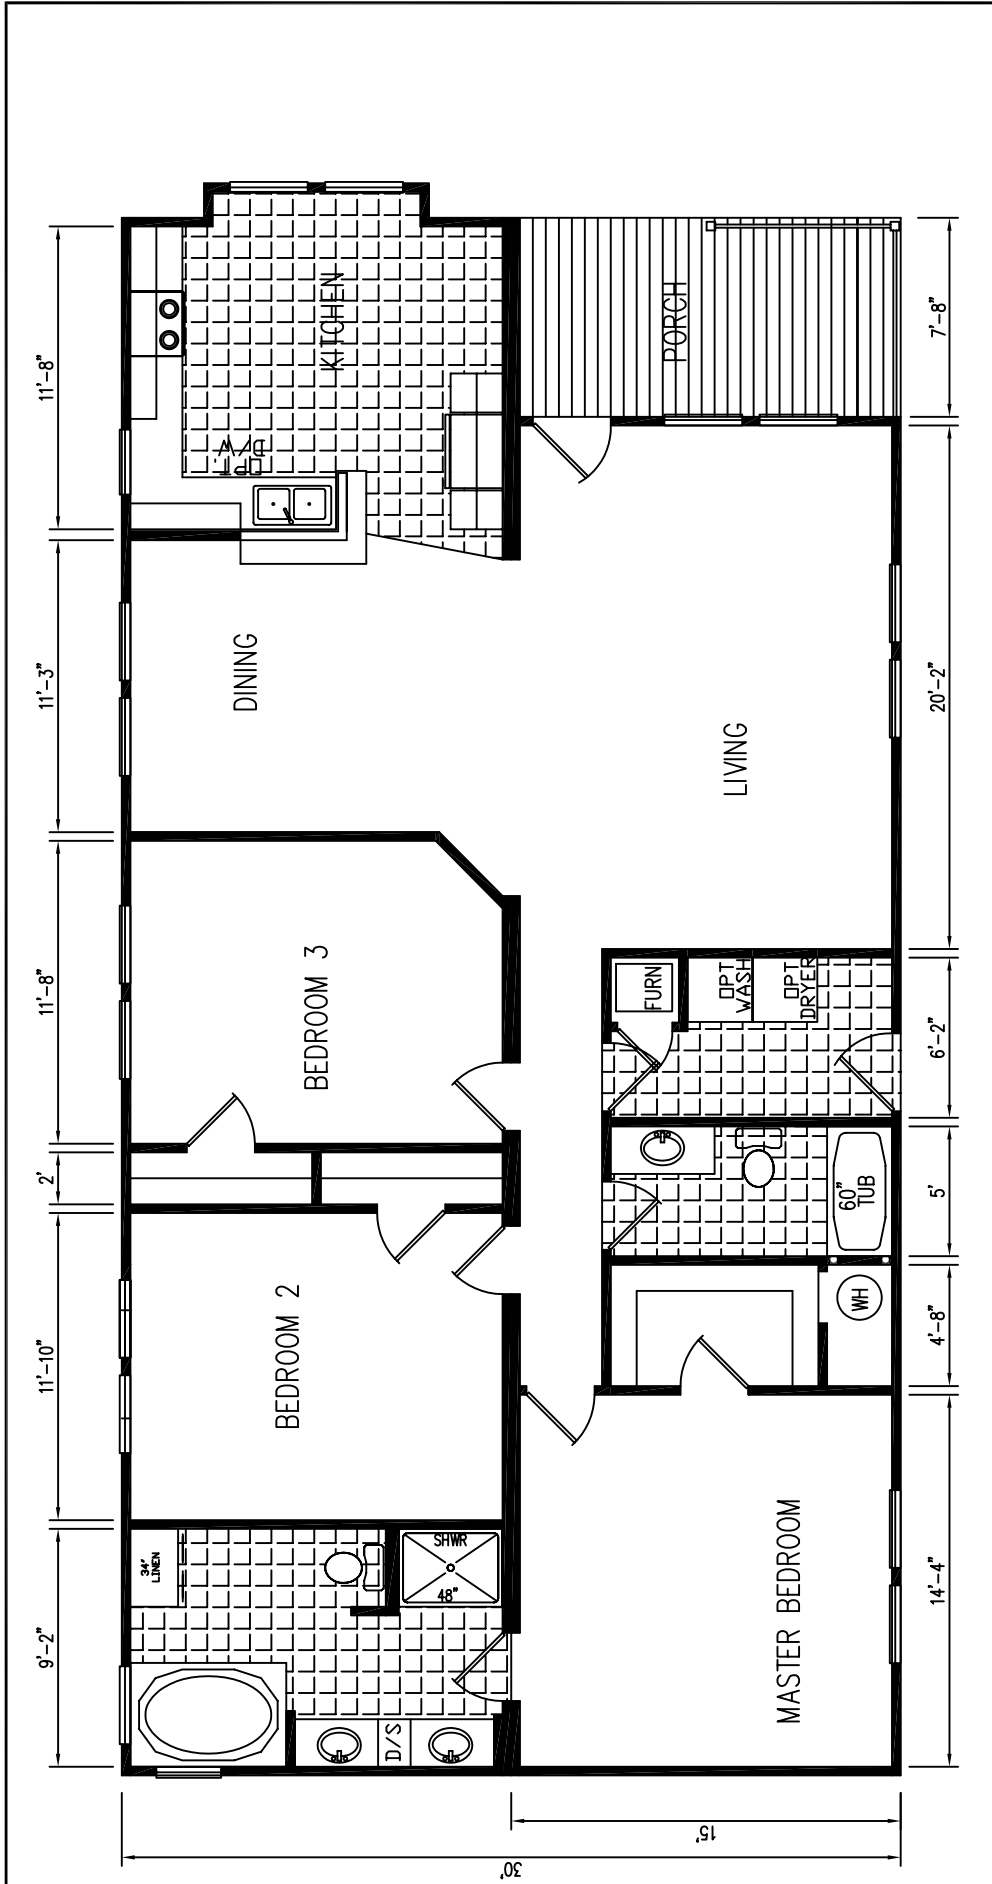 11'-8"
11'-3"
11'-8"
2'
11'-10"
9'-2"
KITCHEN
OPT.
D/W
PORCH
DINING
LIVING
BEDROOM 3
FURN
OPT
WASH
OPT
DRYER
60"
TUB
WH
BEDROOM 2
MASTER BEDROOM
34"
LINEN
SHWR
48"
D/S
7'-8"
20'-2"
6'-2"
5'
4'-8"
14'-4"
15'
30'